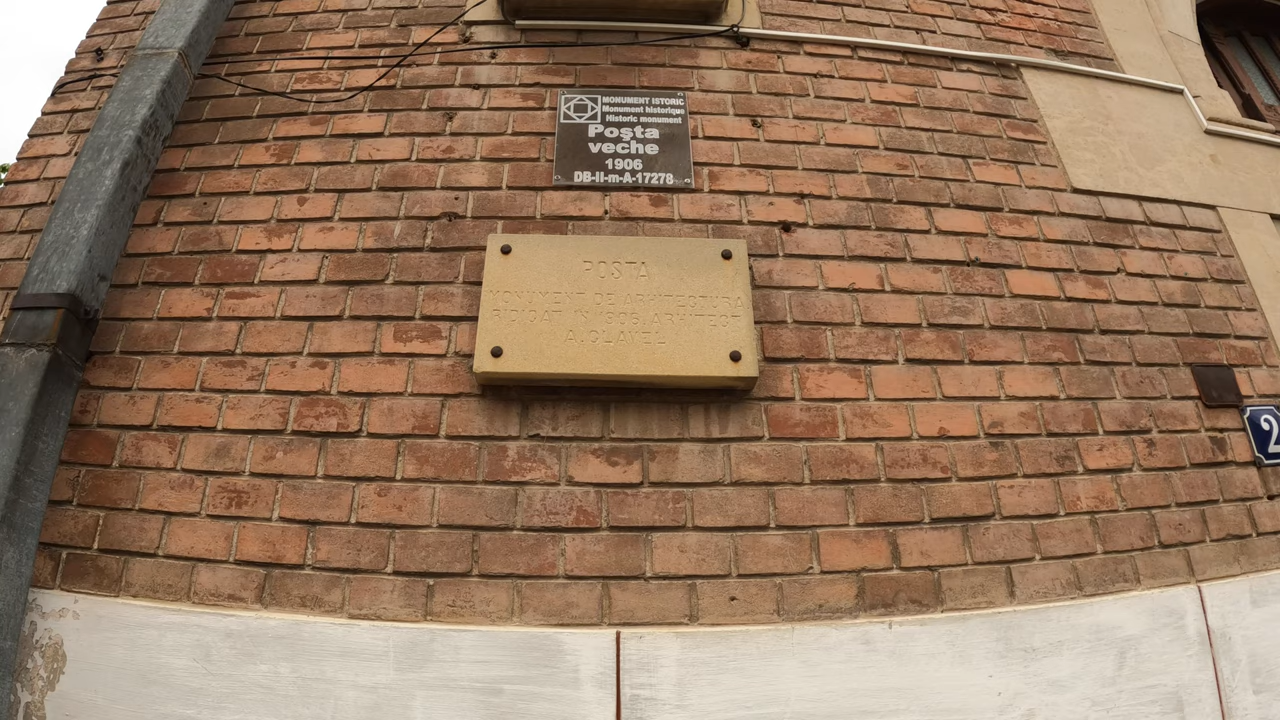 MONUMENT ISTORIC
Monument historique
Historic monument
Poşta
veche
1906
DB-II-m-A-17278
POSTA
MONUMENT DE ARHITECTURA
RIDICAT IN 1906. ARHITECT
A. CLAVEL
2